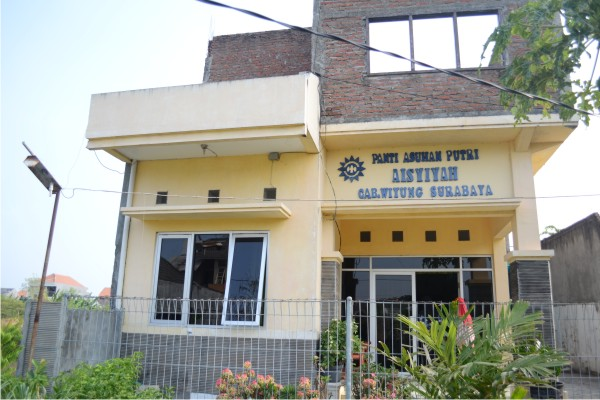 PANTI ASUHAN PUTRI
AISYIYAH
CAB.WIYUNG SURABAYA